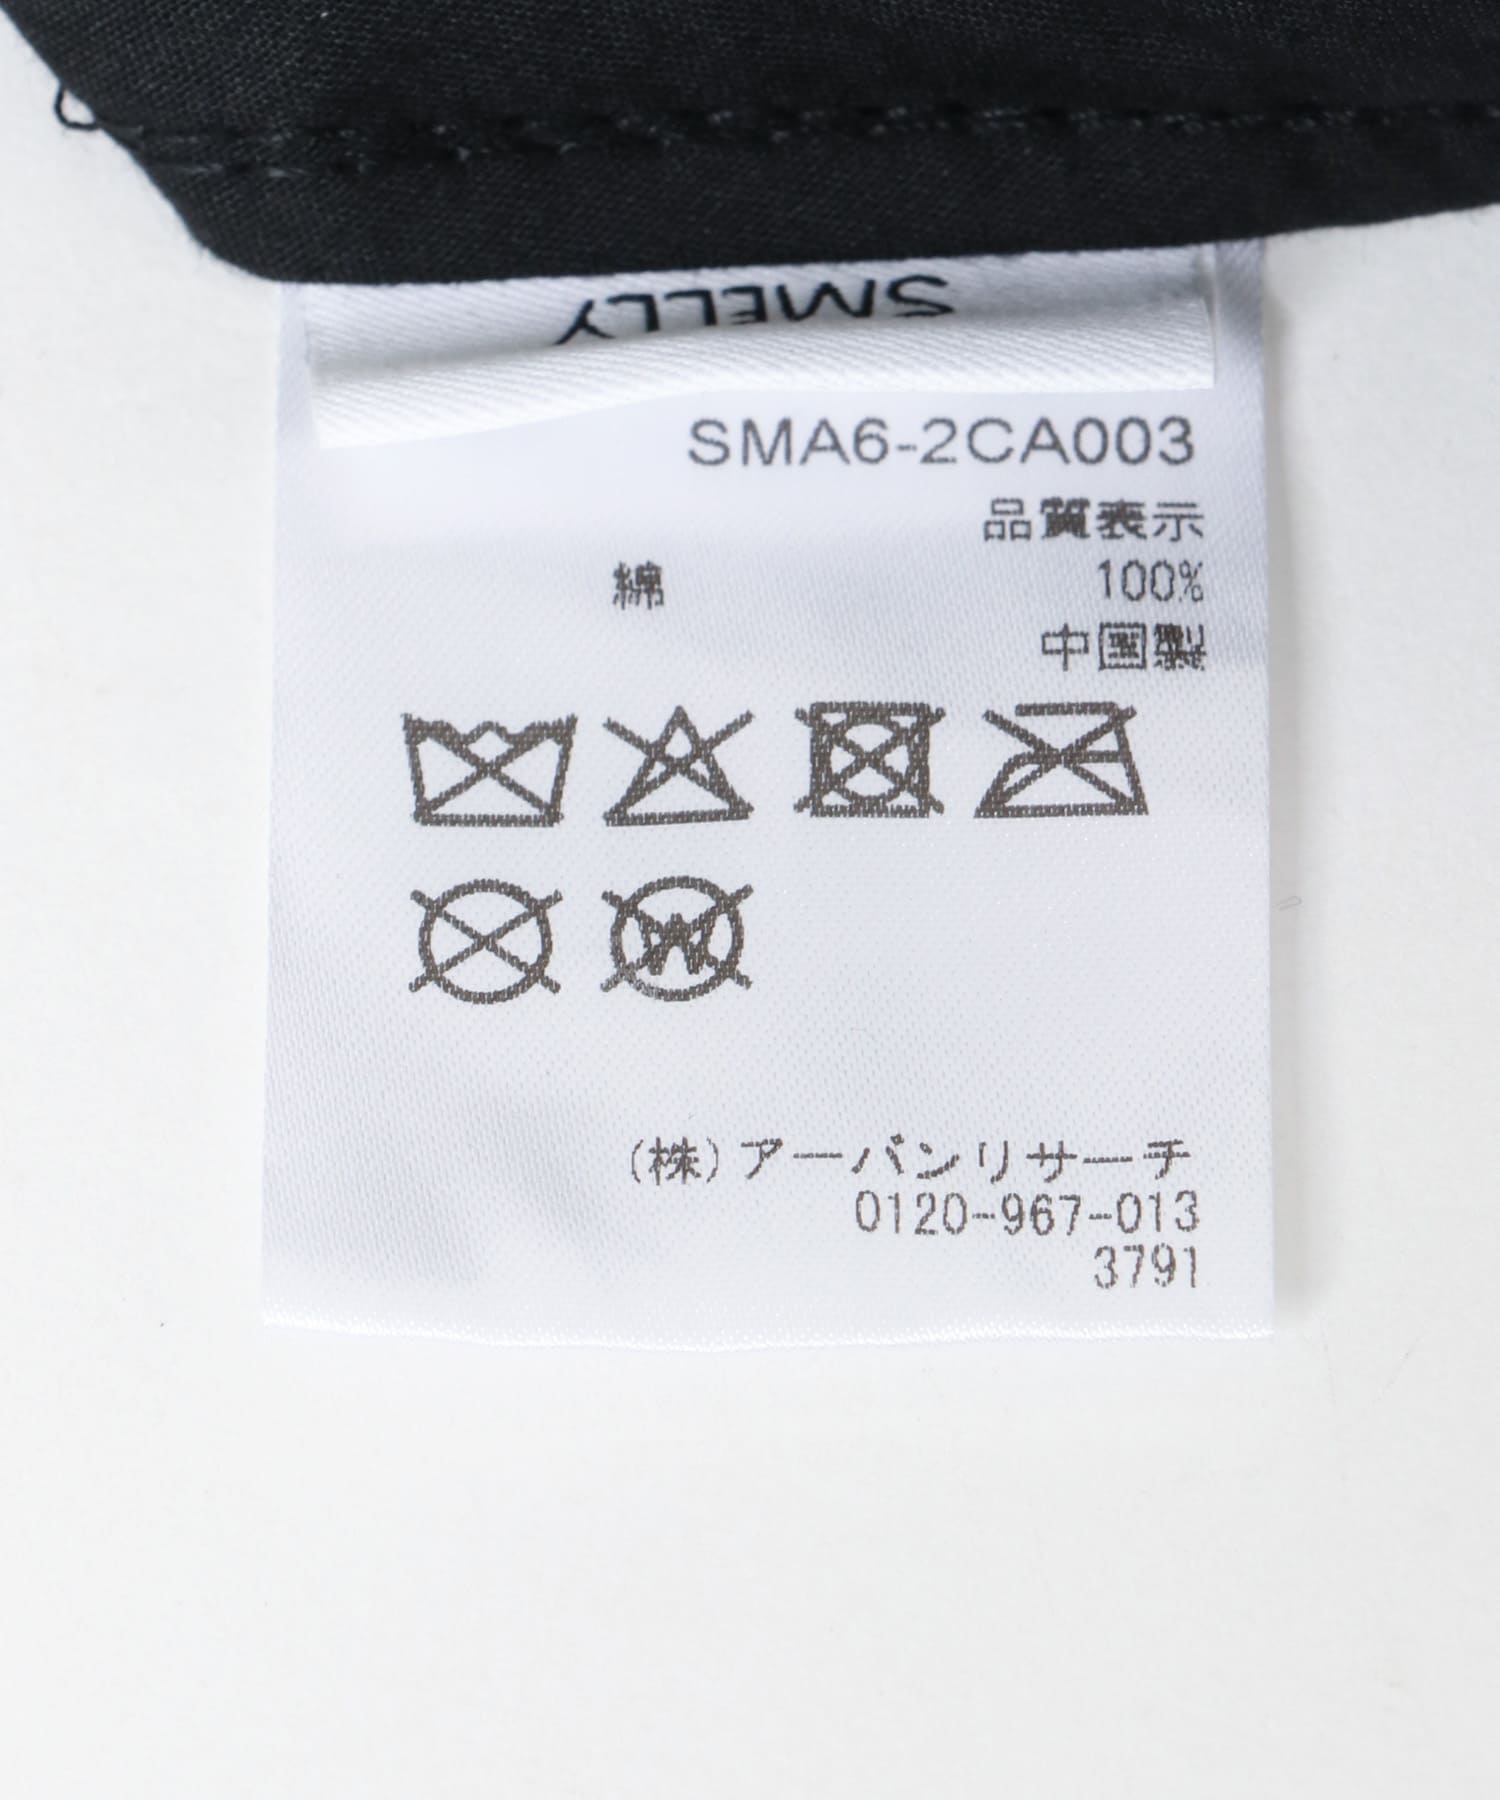 SMELLY
SMA6-2CA003
品質表示
綿 100%
中国製
(株)アーバンリサーチ
0120-967-013
3791